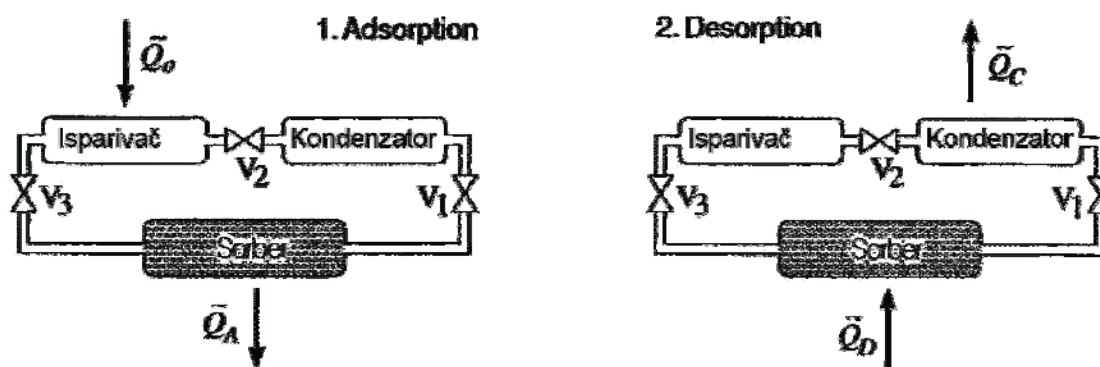 1. Adsorption
Q̃o
Isparivač
Kondenzator
V2
V3
V1
Sorber
Q̃A
2. Desorption
Q̃C
Isparivač
Kondenzator
V2
V3
V1
Sorber
Q̃D